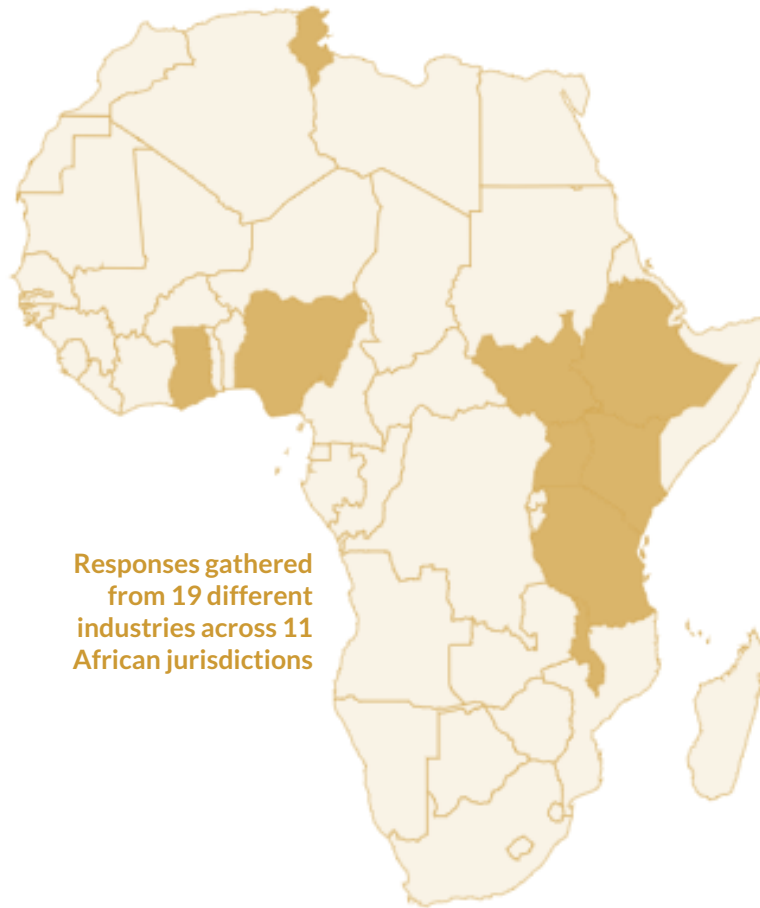 Responses gathered
from 19 different
industries across 11
African jurisdictions